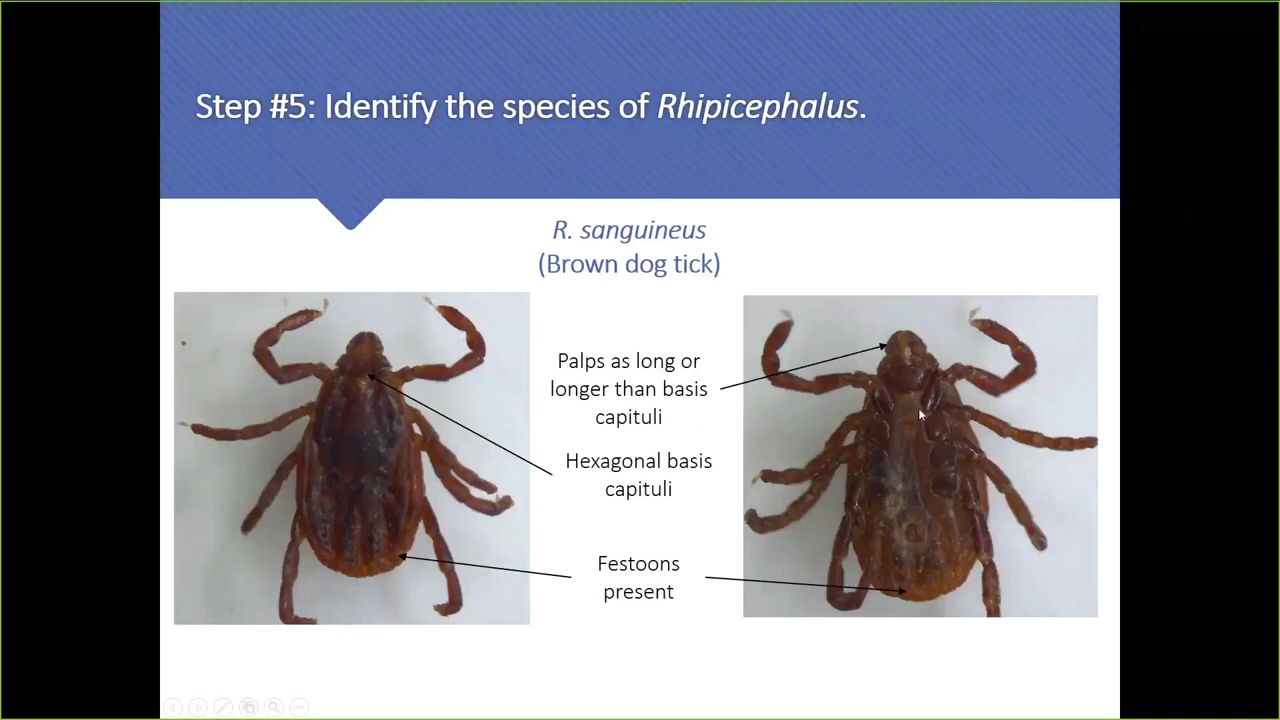 Step #5: Identify the species of Rhipicephalus.
R. sanguineus
(Brown dog tick)
Palps as long or
longer than basis
capituli
Hexagonal basis
capituli
Festoons
present